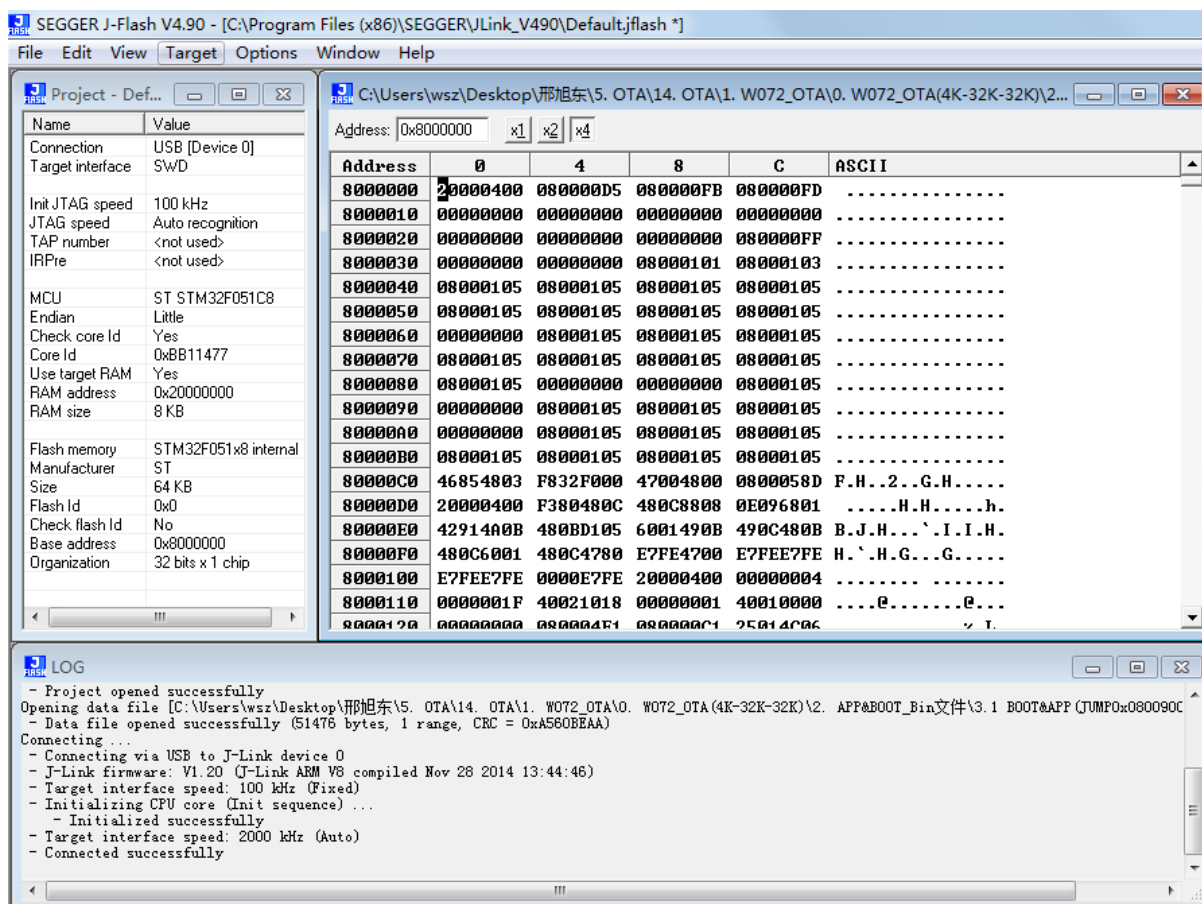 SEGGER J-Flash V4.90 - [C:\Program Files (x86)\SEGGER\JLink_V490\Default.jflash *]
File Edit View Target Options Window Help
Project - Def...
Name Value
Connection USB [Device 0]
Target interface SWD
Init JTAG speed 100 kHz
JTAG speed Auto recognition
TAP number <not used>
IRPre <not used>
MCU ST STM32F051C8
Endian Little
Check core Id Yes
Core Id 0xBB11477
Use target RAM Yes
RAM address 0x20000000
RAM size 8 KB
Flash memory STM32F051x8 internal
Manufacturer ST
Size 64 KB
Flash Id 0x0
Check flash Id No
Base address 0x8000000
Organization 32 bits x 1 chip
C:\Users\wsz\Desktop\邢旭东\5. OTA\14. OTA\1. W072_OTA\0. W072_OTA(4K-32K-32K)\2...
Address: 0x8000000 x1 x2 x4
Address 0 4 8 C ASCII
8000000 20000400 080000D5 080000FB 080000FD ...............
8000010 00000000 00000000 00000000 00000000 ................
8000020 00000000 00000000 00000000 080000FF ................
8000030 00000000 00000000 08000101 08000103 ................
8000040 08000105 08000105 08000105 08000105 ................
8000050 08000105 08000105 08000105 08000105 ................
8000060 00000000 08000105 08000105 08000105 ................
8000070 08000105 08000105 08000105 08000105 ................
8000080 08000105 00000000 00000000 08000105 ................
8000090 00000000 08000105 08000105 08000105 ................
80000A0 00000000 08000105 08000105 08000105 ................
80000B0 08000105 08000105 08000105 08000105 ................
80000C0 46854803 F832F000 47004800 0800058D F.H..2..G.H.....
80000D0 20000400 F380480C 480C8808 0E096801 .....H.H.....h.
80000E0 42914A0B 480BD105 6001490B 490C480B B.J.H...`.I.I.H.
80000F0 480C6001 480C4780 E7FE4700 E7FEE7FE H.`.H.G...G.....
8000100 E7FEE7FE 0000E7FE 20000400 00000004 ........ .......
8000110 0000001F 40021018 00000001 40010000 ....@.......@...
8000120 00000000 080004F1 080000C1 25014C06
LOG
- Project opened successfully
Opening data file [C:\Users\wsz\Desktop\邢旭东\5. OTA\14. OTA\1. W072_OTA\0. W072_OTA(4K-32K-32K)\2. APP&BOOT_Bin文件\3.1 BOOT&APP(JUMP0x0800900
- Data file opened successfully (51476 bytes, 1 range, CRC = 0xA560BEAA)
Connecting ...
- Connecting via USB to J-Link device 0
- J-Link firmware: V1.20 (J-Link ARM V8 compiled Nov 28 2014 13:44:46)
- Target interface speed: 100 kHz (Fixed)
- Initializing CPU core (Init sequence) ...
- Initialized successfully
- Target interface speed: 2000 kHz (Auto)
- Connected successfully